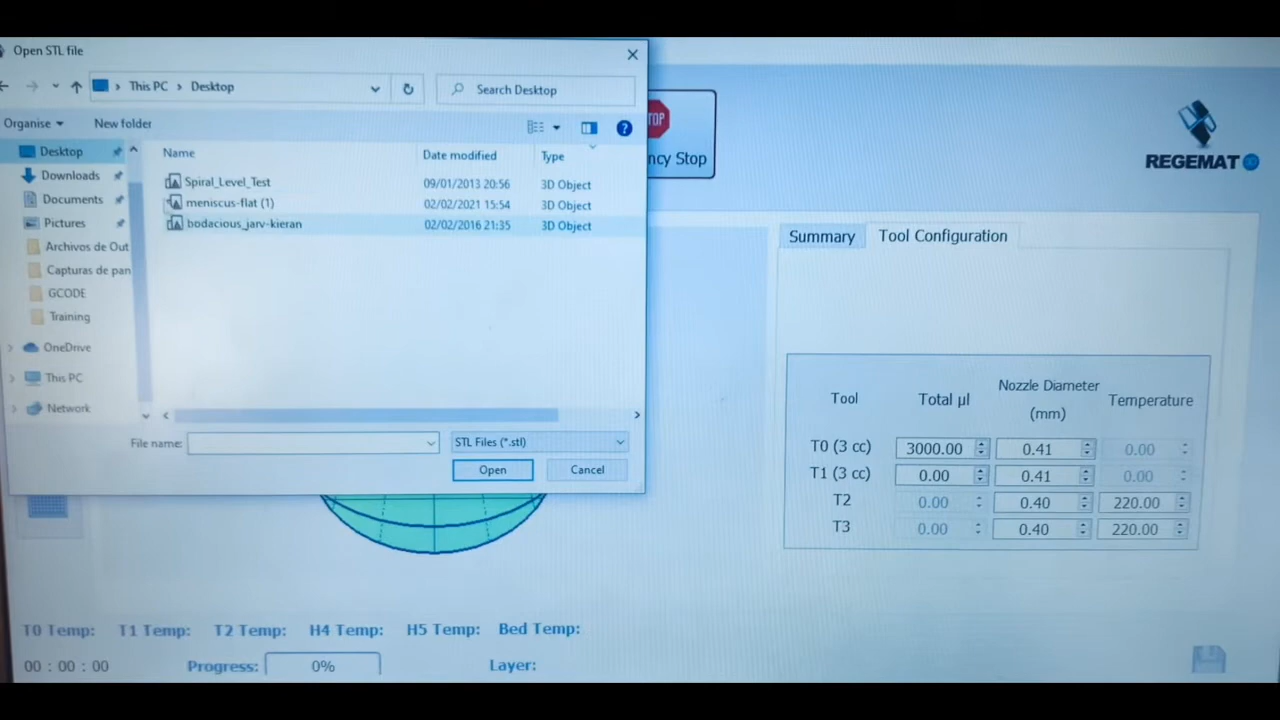 Open STL file
This PC > Desktop
Search Desktop
Organise
New folder
Name
Date modified
Type
Desktop
Downloads
Documents
Pictures
Archivos de Out
Capturas de pan
GCODE
Training
OneDrive
This PC
Network
Spiral_Level_Test 09/01/2013 20:56 3D Object
meniscus-flat (1) 02/02/2021 15:54 3D Object
bodacious_jarv-kieran 02/02/2016 21:35 3D Object
File name:
STL Files (*.stl)
Open
Cancel
TOP
ncy Stop
REGEMAT 3D
Summary
Tool Configuration
Tool Total µl Nozzle Diameter (mm) Temperature
T0 (3 cc) 3000.00 0.41 0.00
T1 (3 cc) 0.00 0.41 0.00
T2 0.00 0.40 220.00
T3 0.00 0.40 220.00
T0 Temp: T1 Temp: T2 Temp: H4 Temp: H5 Temp: Bed Temp:
00 : 00 : 00 Progress: 0% Layer: